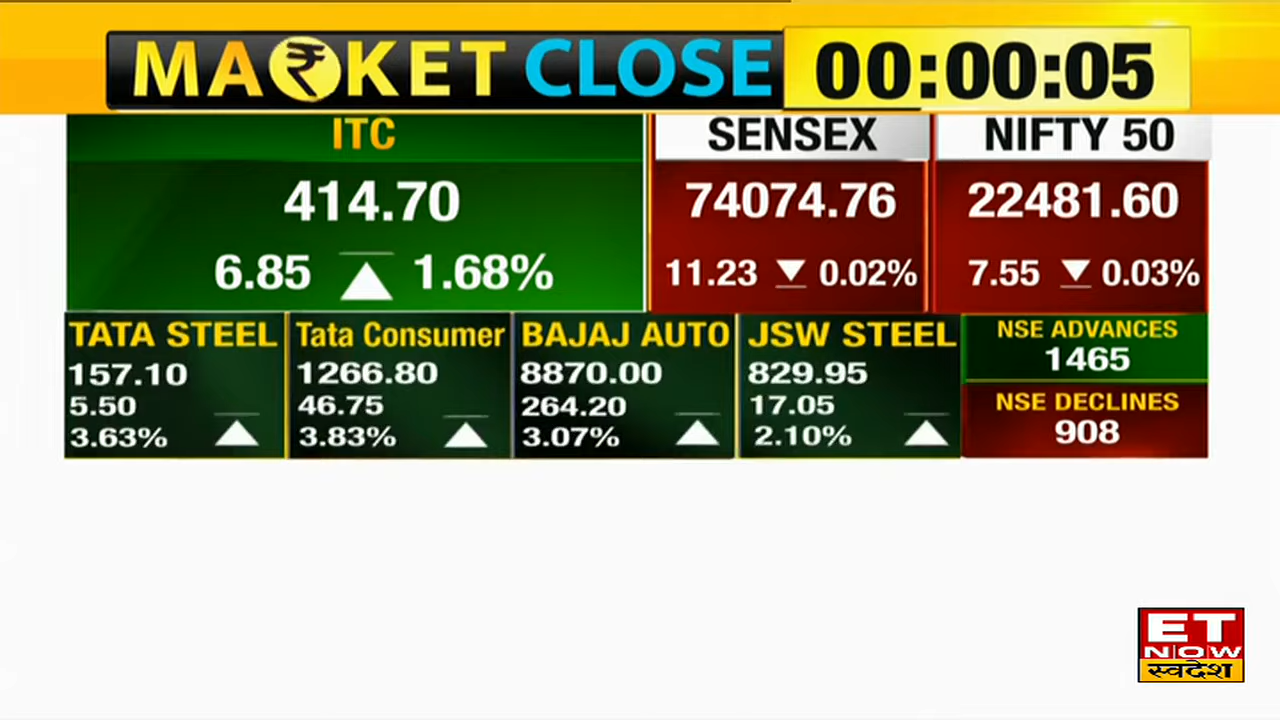 MA₹KET CLOSE 00:00:05
ITC
414.70
6.85 1.68%
SENSEX
74074.76
11.23 0.02%
NIFTY 50
22481.60
7.55 0.03%
TATA STEEL
157.10
5.50
3.63%
Tata Consumer
1266.80
46.75
3.83%
BAJAJ AUTO
8870.00
264.20
3.07%
JSW STEEL
829.95
17.05
2.10%
NSE ADVANCES
1465
NSE DECLINES
908
ET
NOW
स्वदेश